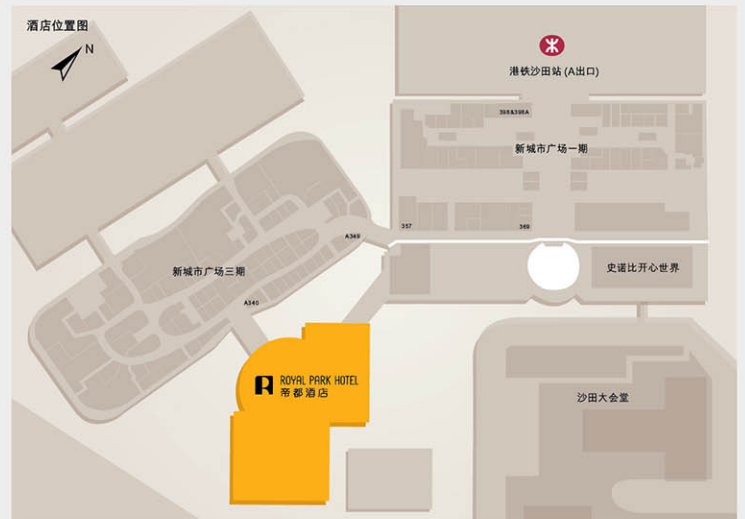 酒店位置图
N
港铁沙田站 (A出口)
398&398A
新城市广场一期
357
369
A349
新城市广场三期
史诺比开心世界
A340
ROYAL PARK HOTEL
帝都酒店
沙田大会堂